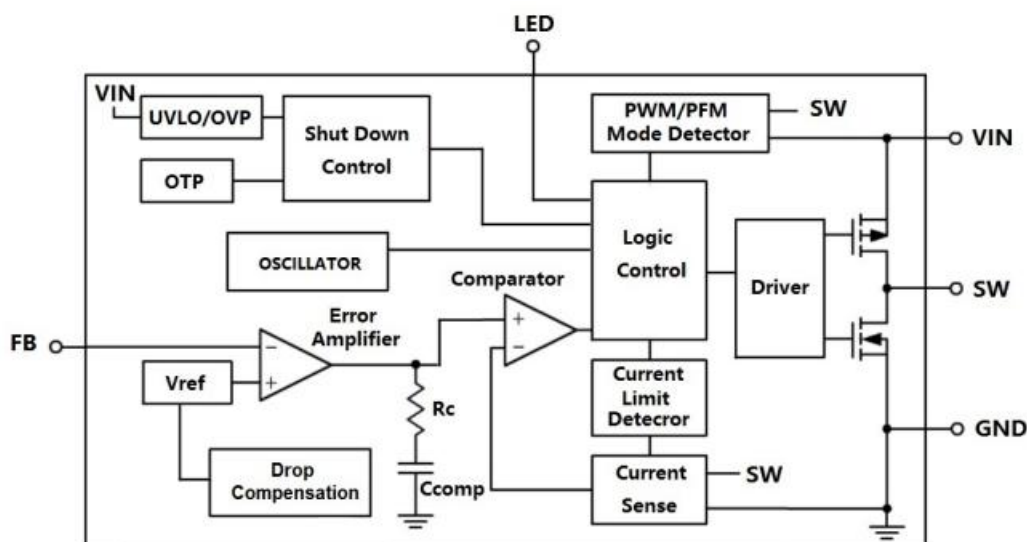 LED
VIN
UVLO/OVP
Shut Down
Control
OTP
PWM/PFM
Mode Detector
SW
VIN
OSCILLATOR
Logic
Control
Driver
SW
Comparator
+
−
Error
Amplifier
FB
−
+
Vref
Rc
Ccomp
Drop
Compensation
Current
Limit
Detecror
GND
Current
Sense
SW